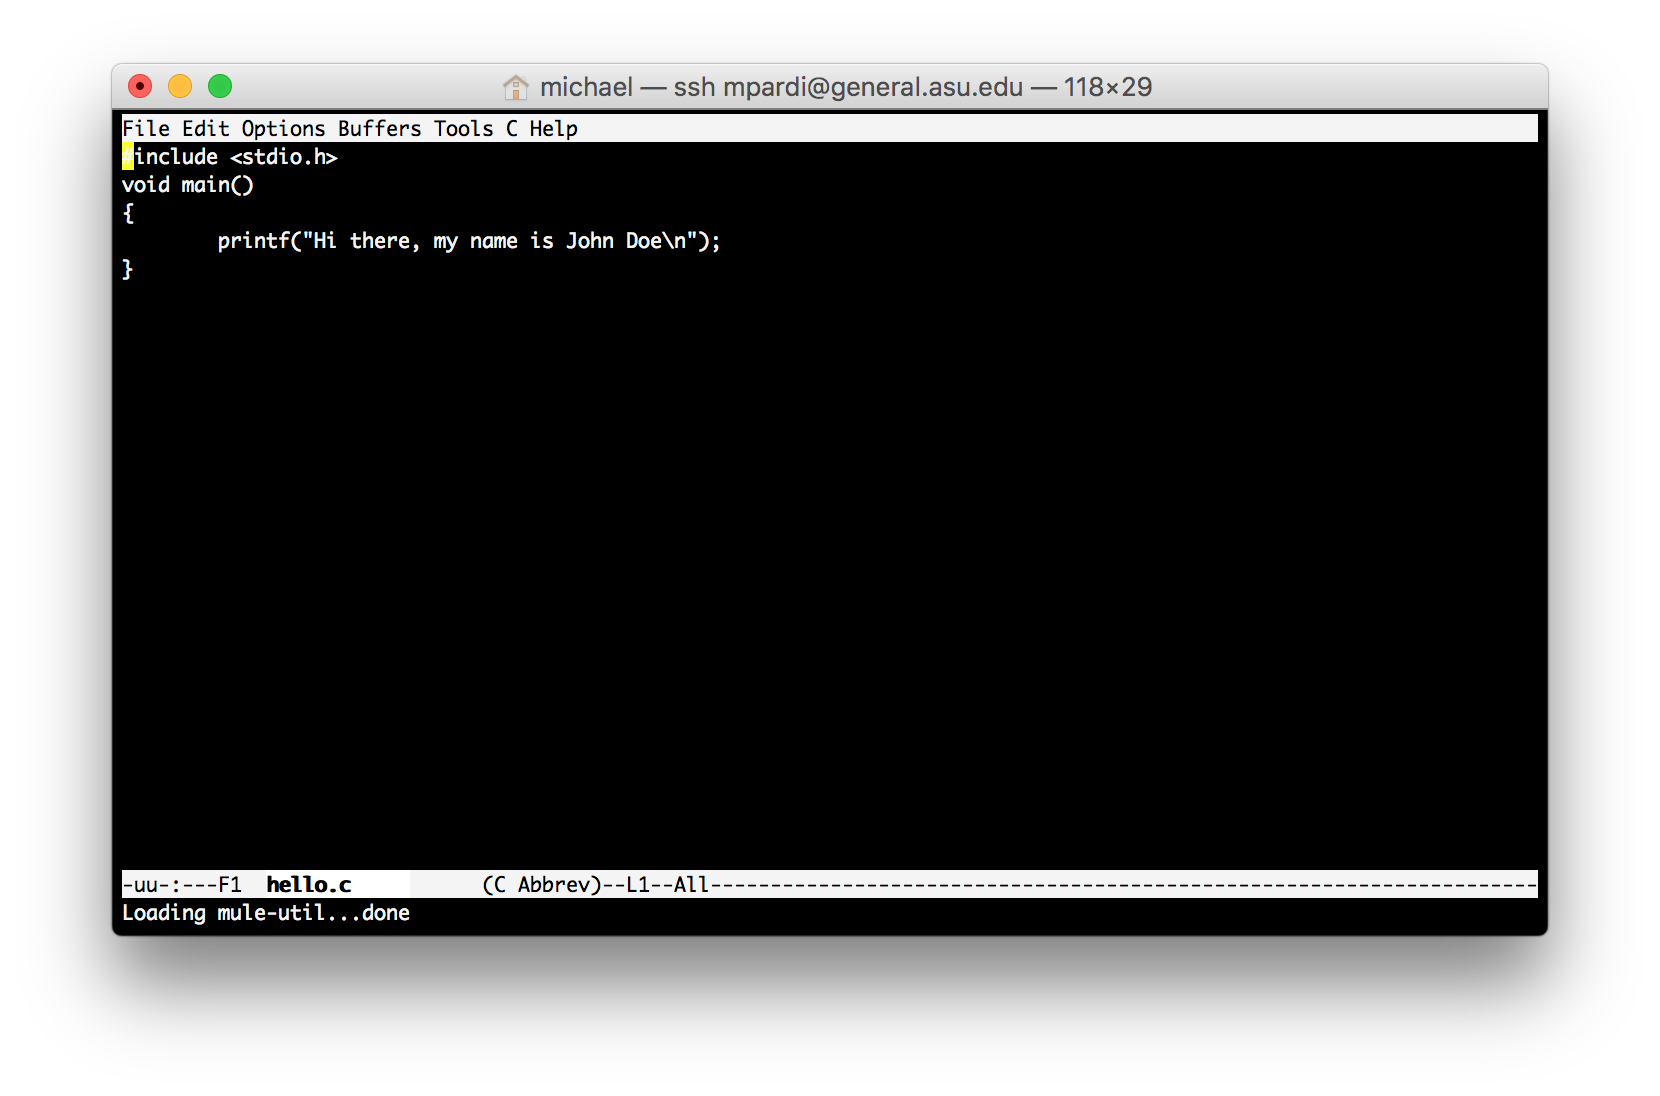 michael — ssh mpardi@general.asu.edu — 118×29
File Edit Options Buffers Tools C Help
#include <stdio.h>
void main()
{
        printf("Hi there, my name is John Doe\n");
}
-uu-:---F1  hello.c           (C Abbrev)--L1--All---------------------------------------------------------------------
Loading mule-util...done